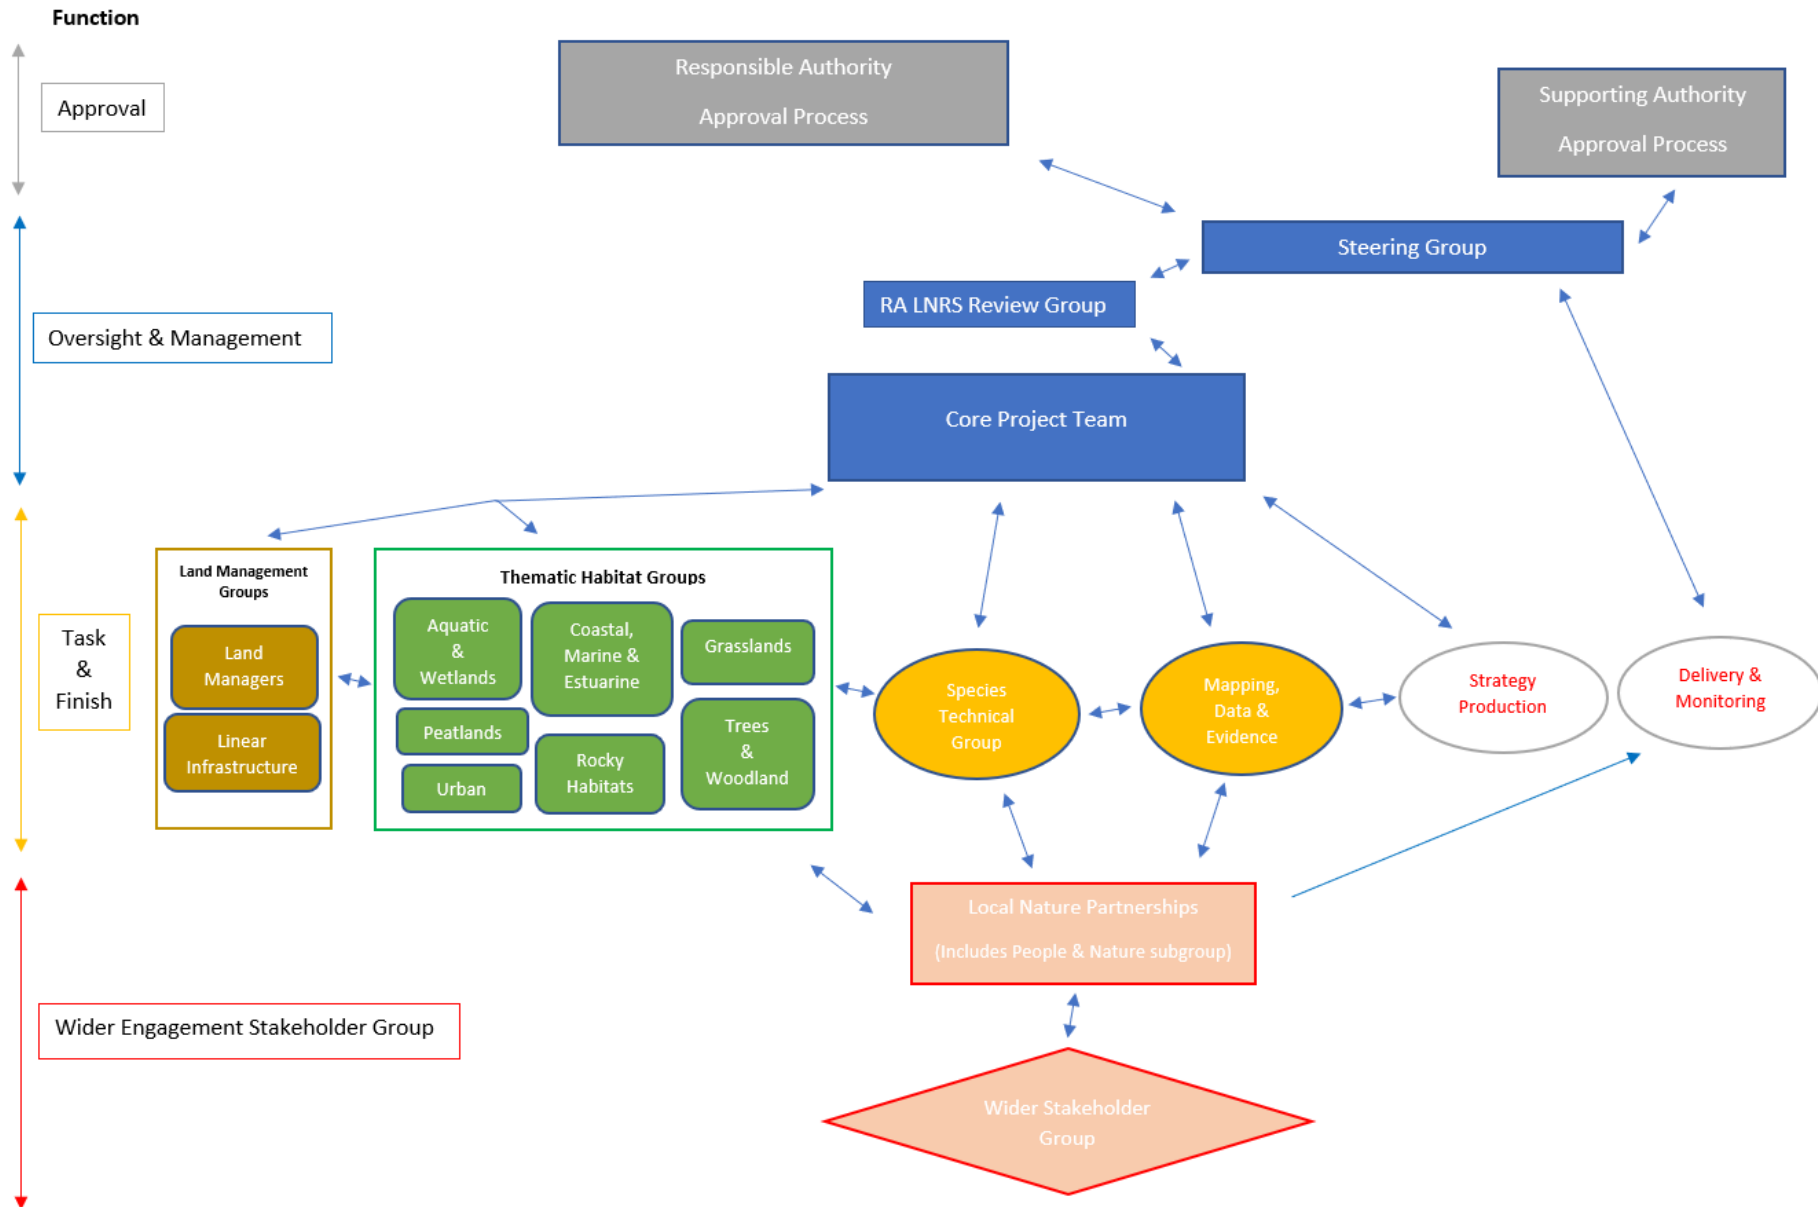 Function
Approval
Responsible Authority
Approval Process
Supporting Authority
Approval Process
Oversight & Management
Steering Group
RA LNRS Review Group
Core Project Team
Task
&
Finish
Land Management
Groups
Land
Managers
Linear
Infrastructure
Thematic Habitat Groups
Aquatic
&
Wetlands
Coastal,
Marine &
Estuarine
Grasslands
Peatlands
Urban
Rocky
Habitats
Trees
&
Woodland
Species
Technical
Group
Mapping,
Data &
Evidence
Strategy
Production
Delivery &
Monitoring
Wider Engagement Stakeholder Group
Local Nature Partnerships
(Includes People & Nature subgroup)
Wider Stakeholder
Group